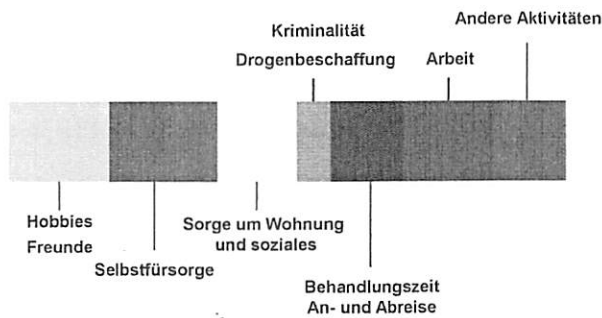 Andere Aktivitäten
Kriminalität
Drogenbeschaffung
Arbeit
Hobbies
Freunde
Selbstfürsorge
Sorge um Wohnung
und soziales
Behandlungszeit
An- und Abreise